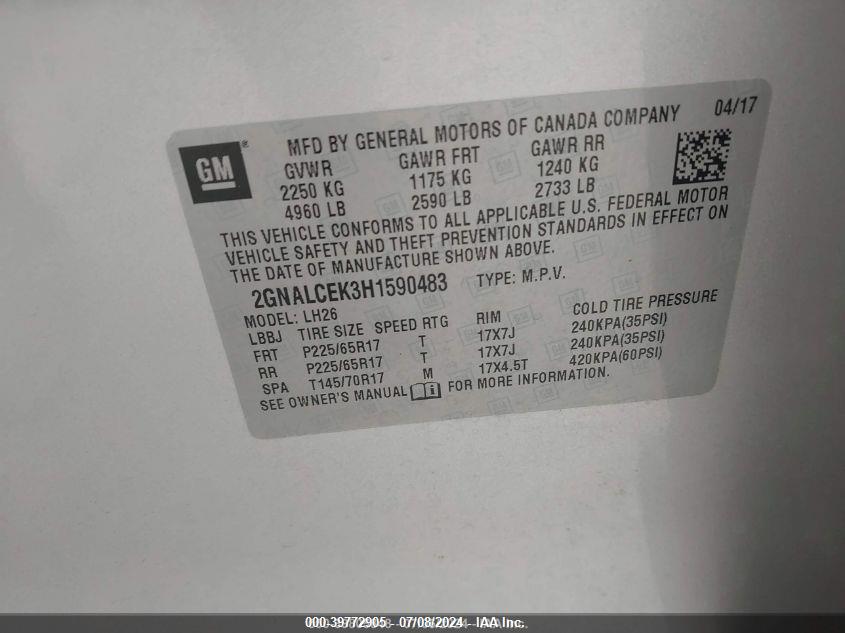 GM®
MFD BY GENERAL MOTORS OF CANADA COMPANY 04/17
GVWR GAWR FRT GAWR RR
2250 KG 1175 KG 1240 KG
4960 LB 2590 LB 2733 LB
THIS VEHICLE CONFORMS TO ALL APPLICABLE U.S. FEDERAL MOTOR
VEHICLE SAFETY AND THEFT PREVENTION STANDARDS IN EFFECT ON
THE DATE OF MANUFACTURE SHOWN ABOVE.
2GNALCEK3H1590483 TYPE: M.P.V.
MODEL: LH26
LBBJ TIRE SIZE SPEED RTG RIM COLD TIRE PRESSURE
FRT P225/65R17 T 17X7J 240KPA(35PSI)
RR P225/65R17 T 17X7J 240KPA(35PSI)
SPA T145/70R17 M 17X4.5T 420KPA(60PSI)
SEE OWNER'S MANUAL FOR MORE INFORMATION.
000-39772905 - 07/08/2024 - IAA Inc.